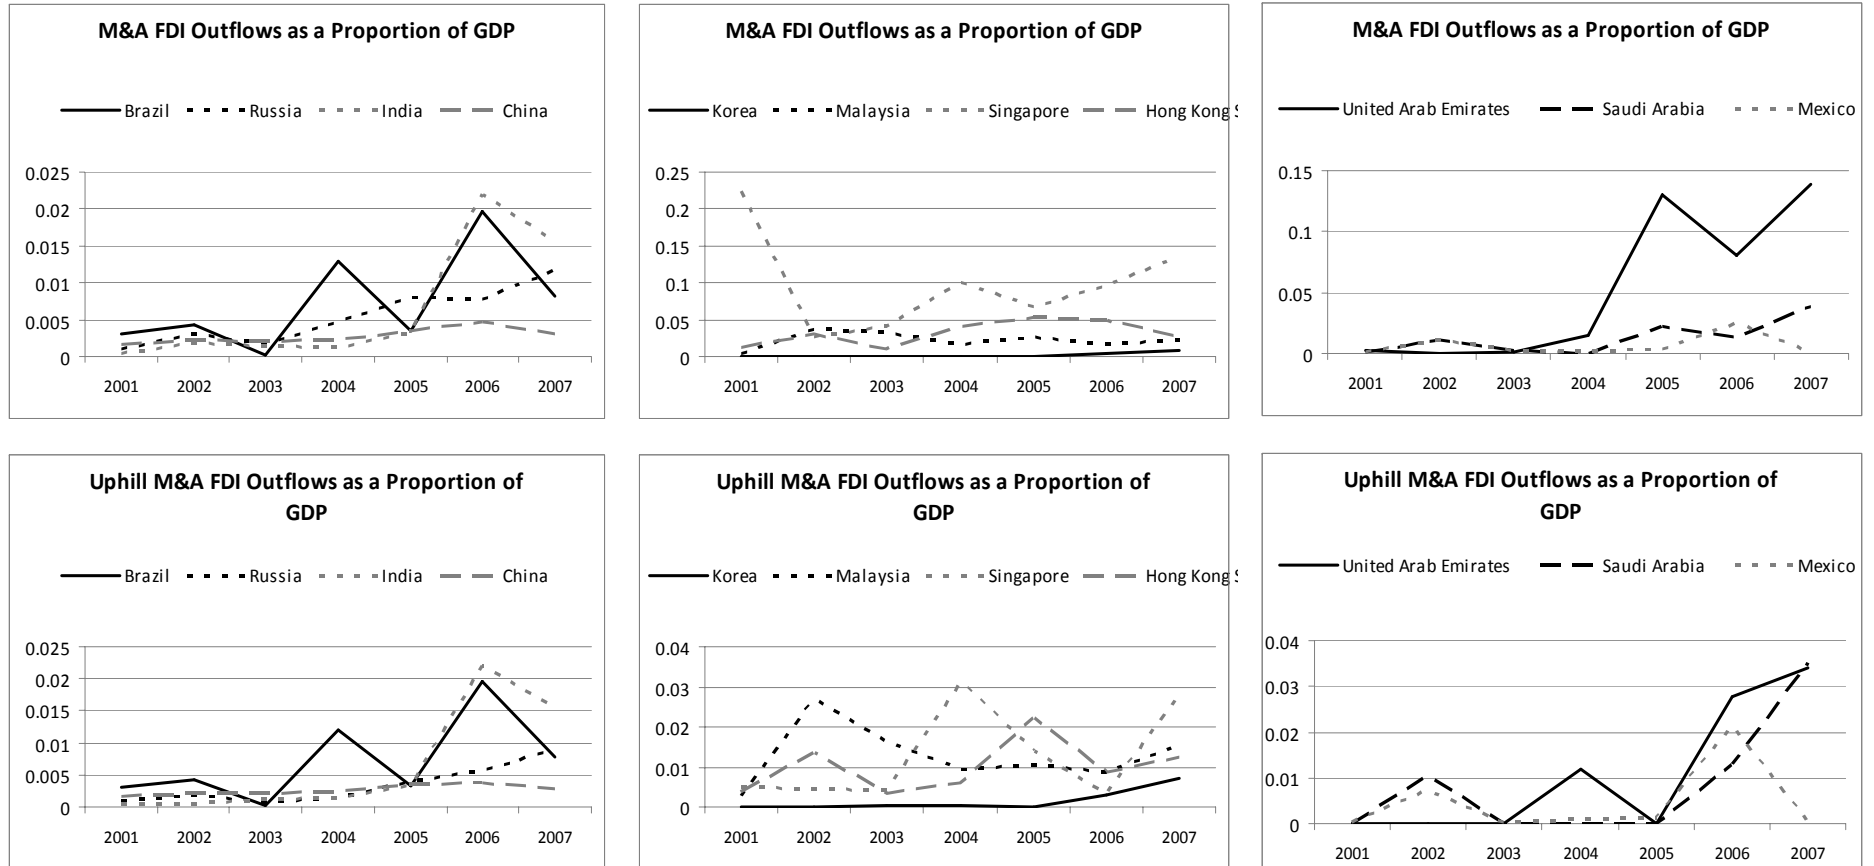 M&A FDI Outflows as a Proportion of GDP
Brazil Russia India China
0.025
0.02
0.015
0.01
0.005
0
2001 2002 2003 2004 2005 2006 2007
M&A FDI Outflows as a Proportion of GDP
Korea Malaysia Singapore Hong Kong S
0.25
0.2
0.15
0.1
0.05
0
2001 2002 2003 2004 2005 2006 2007
M&A FDI Outflows as a Proportion of GDP
United Arab Emirates Saudi Arabia Mexico
0.15
0.1
0.05
0
2001 2002 2003 2004 2005 2006 2007
Uphill M&A FDI Outflows as a Proportion of
GDP
Brazil Russia India China
0.025
0.02
0.015
0.01
0.005
0
2001 2002 2003 2004 2005 2006 2007
Uphill M&A FDI Outflows as a Proportion of
GDP
Korea Malaysia Singapore Hong Kong S
0.04
0.03
0.02
0.01
0
2001 2002 2003 2004 2005 2006 2007
Uphill M&A FDI Outflows as a Proportion of
GDP
United Arab Emirates Saudi Arabia Mexico
0.04
0.03
0.02
0.01
0
2001 2002 2003 2004 2005 2006 2007